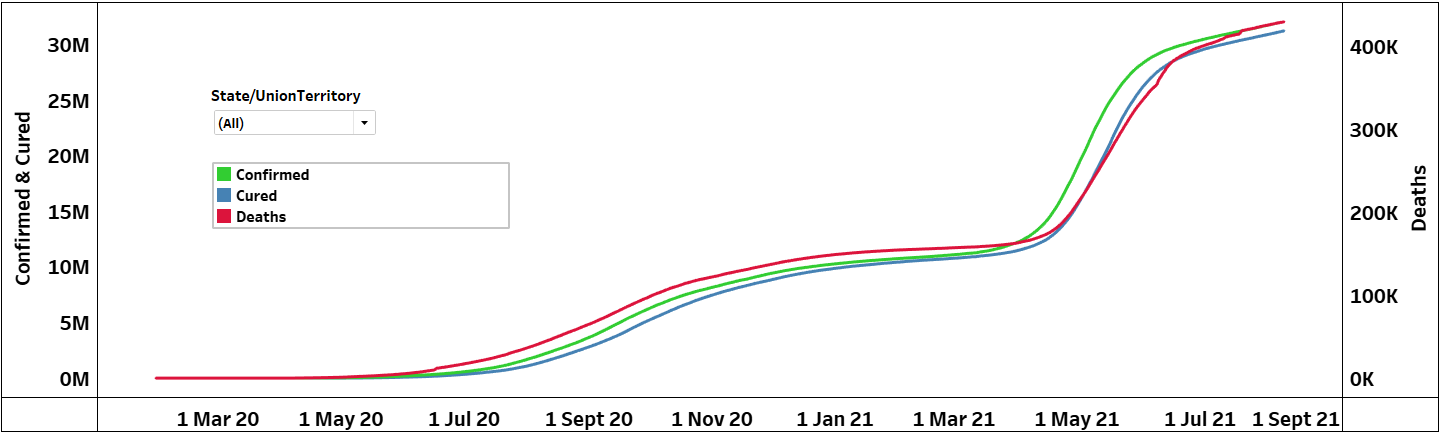 State/UnionTerritory
(All)
Confirmed
Cured
Deaths
Confirmed & Cured
30M
25M
20M
15M
10M
5M
0M
Deaths
400K
300K
200K
100K
0K
1 Mar 20
1 May 20
1 Jul 20
1 Sept 20
1 Nov 20
1 Jan 21
1 Mar 21
1 May 21
1 Jul 21
1 Sept 21